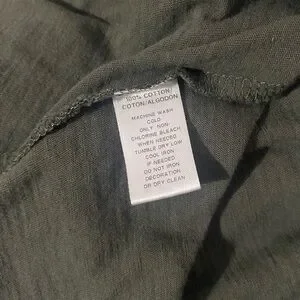 100% COTTON/
COTON/ALGODON
MACHINE WASH
COLD
ONLY NON-
CHLORINE BLEACH
WHEN NEEDED
TUMBLE DRY LOW
COOL IRON
IF NEEDED
DO NOT IRON
DECORATION
OR DRY CLEAN